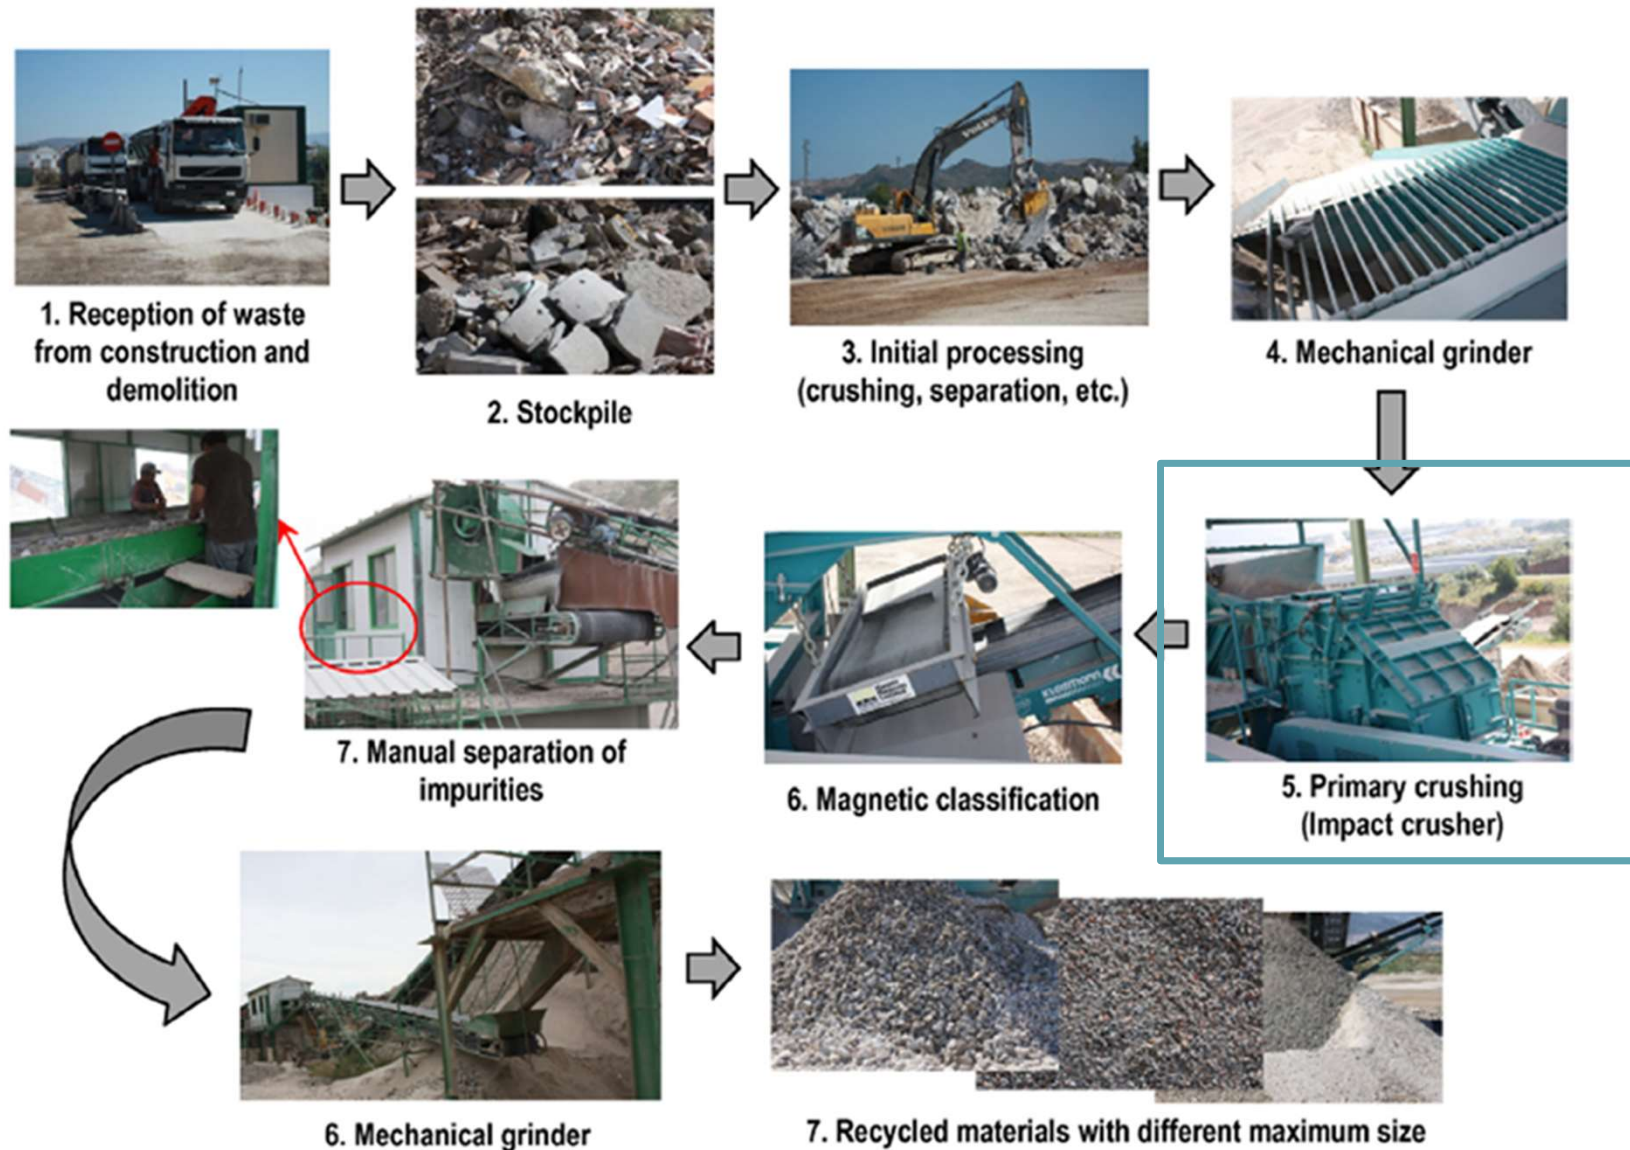 1. Reception of waste
from construction and
demolition
2. Stockpile
VOLVO
3. Initial processing
(crushing, separation, etc.)
4. Mechanical grinder
5. Primary crushing
(Impact crusher)
kleemann
6. Magnetic classification
7. Manual separation of
impurities
6. Mechanical grinder
7. Recycled materials with different maximum size